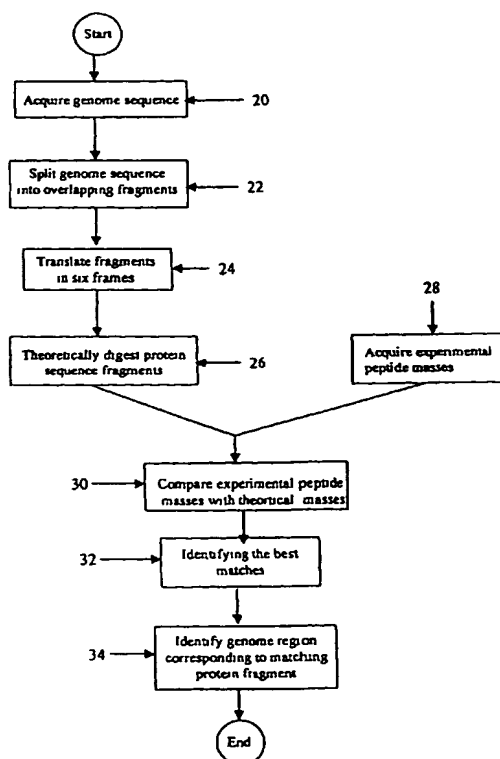 Start
Acquire genome sequence
20
Split genome sequence
into overlapping fragments
22
Translate fragments
in six frames
24
28
Theoretically digest protein
sequence fragments
26
Acquire experimental
peptide masses
30
Compare experimental peptide
masses with theortical masses
32
Identifying the best
matches
34
Identify genome region
corresponding to matching
protein fragment
End